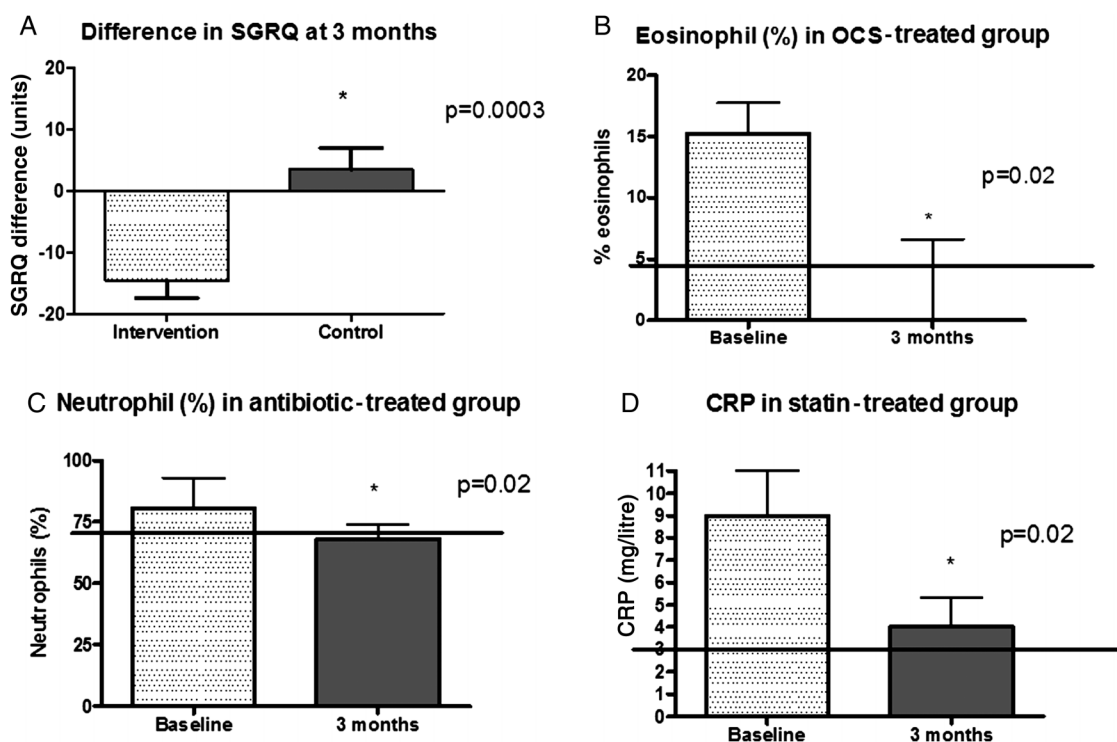 A
Difference in SGRQ at 3 months
SGRQ difference (units)
20
10
0
-10
-20
*
p=0.0003
Intervention
Control
B
Eosinophil (%) in OCS-treated group
% eosinophils
20
15
10
5
0
*
p=0.02
Baseline
3 months
C
Neutrophil (%) in antibiotic-treated group
Neutrophils (%)
100
75
50
25
0
*
p=0.02
Baseline
3 months
D
CRP in statin-treated group
CRP (mg/litre)
11
10
9
8
7
6
5
4
3
2
1
0
*
p=0.02
Baseline
3 months